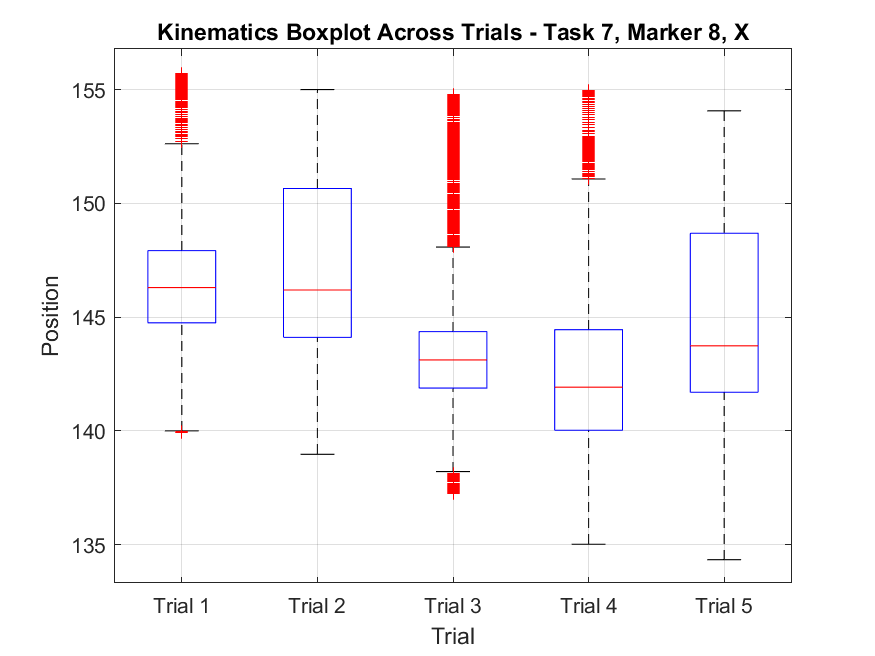 Kinematics Boxplot Across Trials - Task 7, Marker 8, X
155
150
145
140
135
Position
Trial 1 Trial 2 Trial 3 Trial 4 Trial 5
Trial